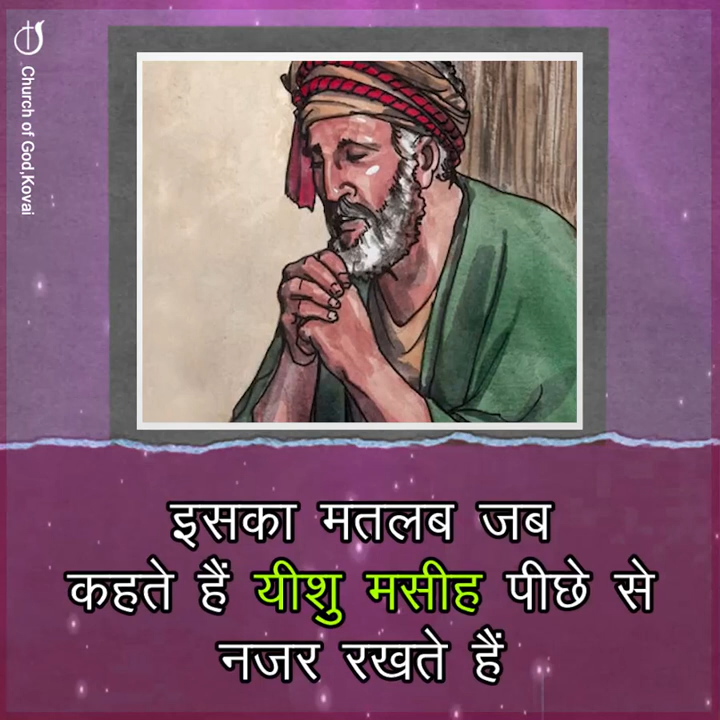 Church of God,Kovai
इसका मतलब जब
कहते हैं यीशु मसीह पीछे से
नजर रखते हैं